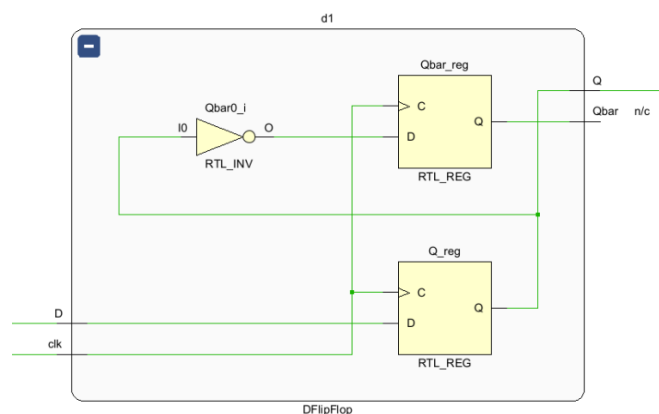 d1
Qbar_reg
Qbar0_i
I0
O
RTL_INV
C
D
Q
RTL_REG
Q
Qbar n/c
Q_reg
C
D
Q
RTL_REG
D
clk
DFlipFlop